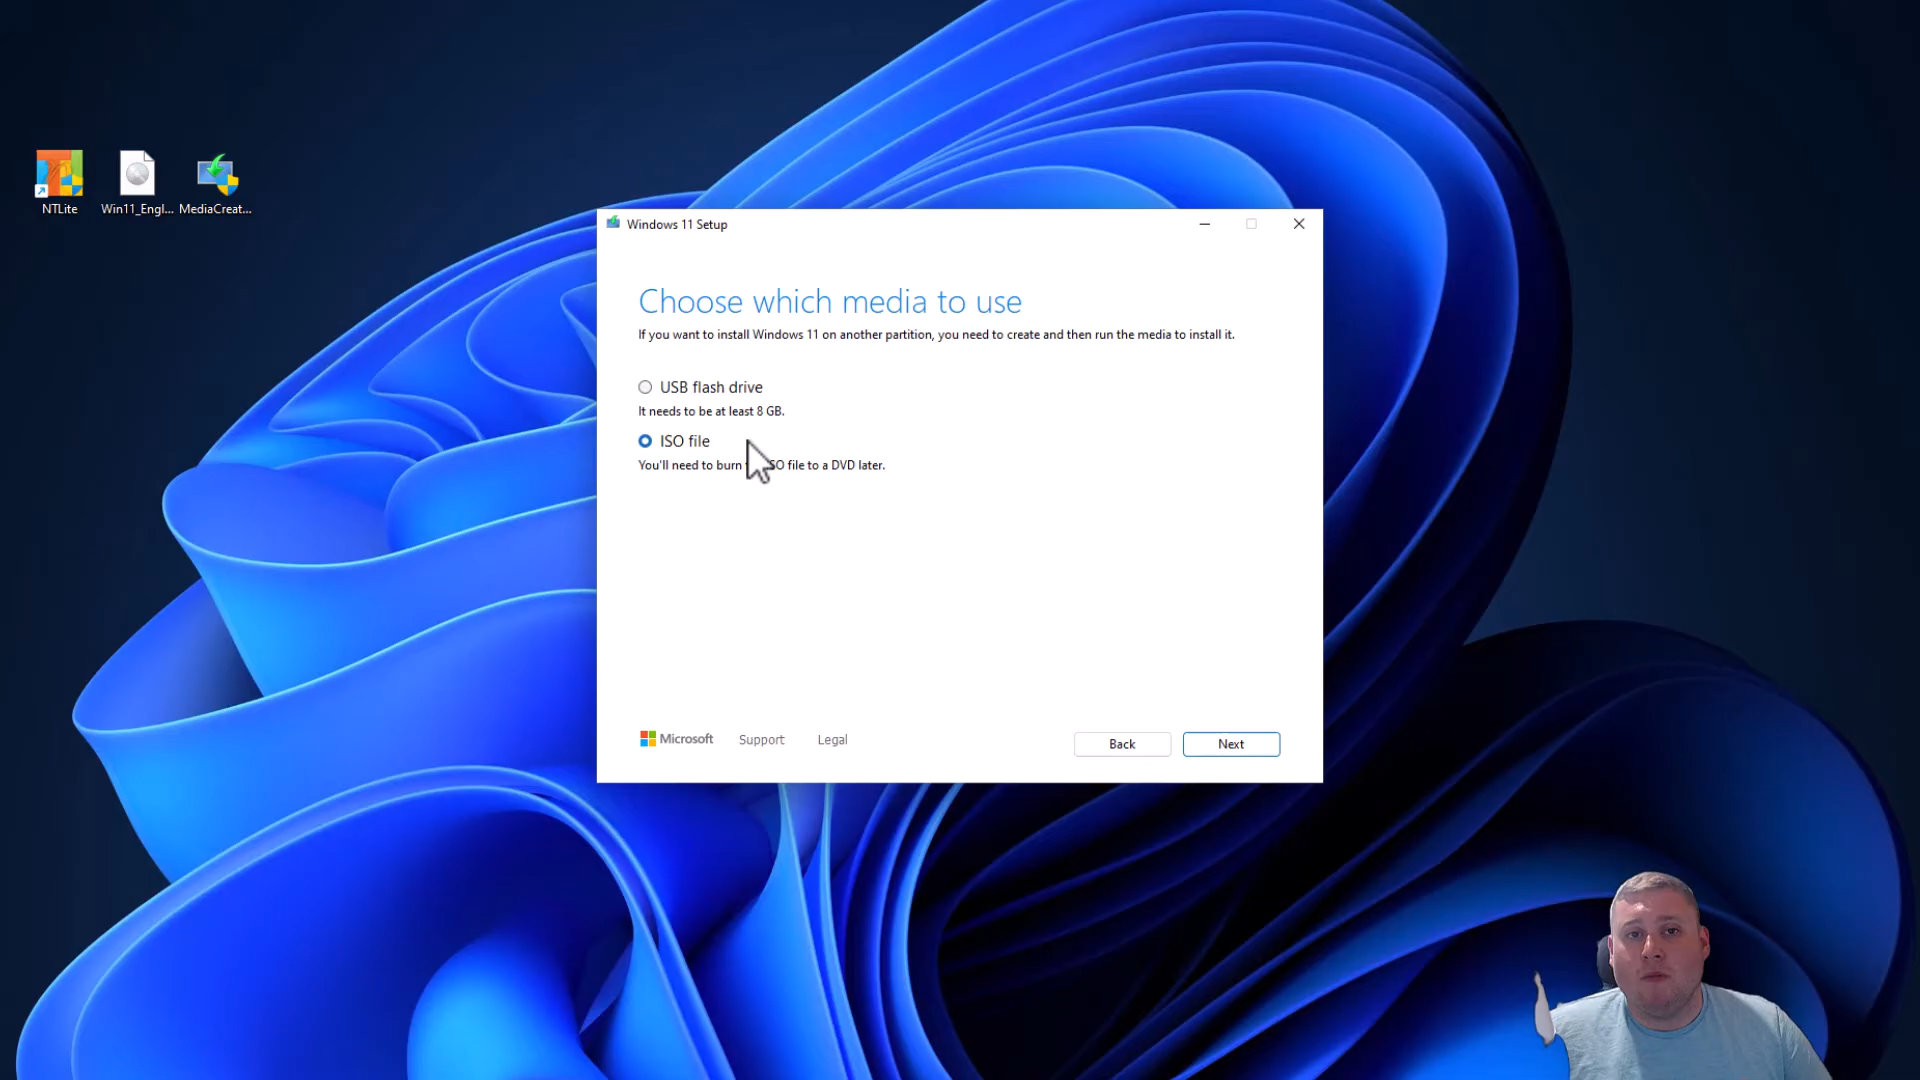 NTLite
Win11_Engl...
MediaCreat...
Windows 11 Setup
Choose which media to use
If you want to install Windows 11 on another partition, you need to create and then run the media to install it.
USB flash drive
It needs to be at least 8 GB.
ISO file
You'll need to burn SO file to a DVD later.
Microsoft
Support
Legal
Back
Next